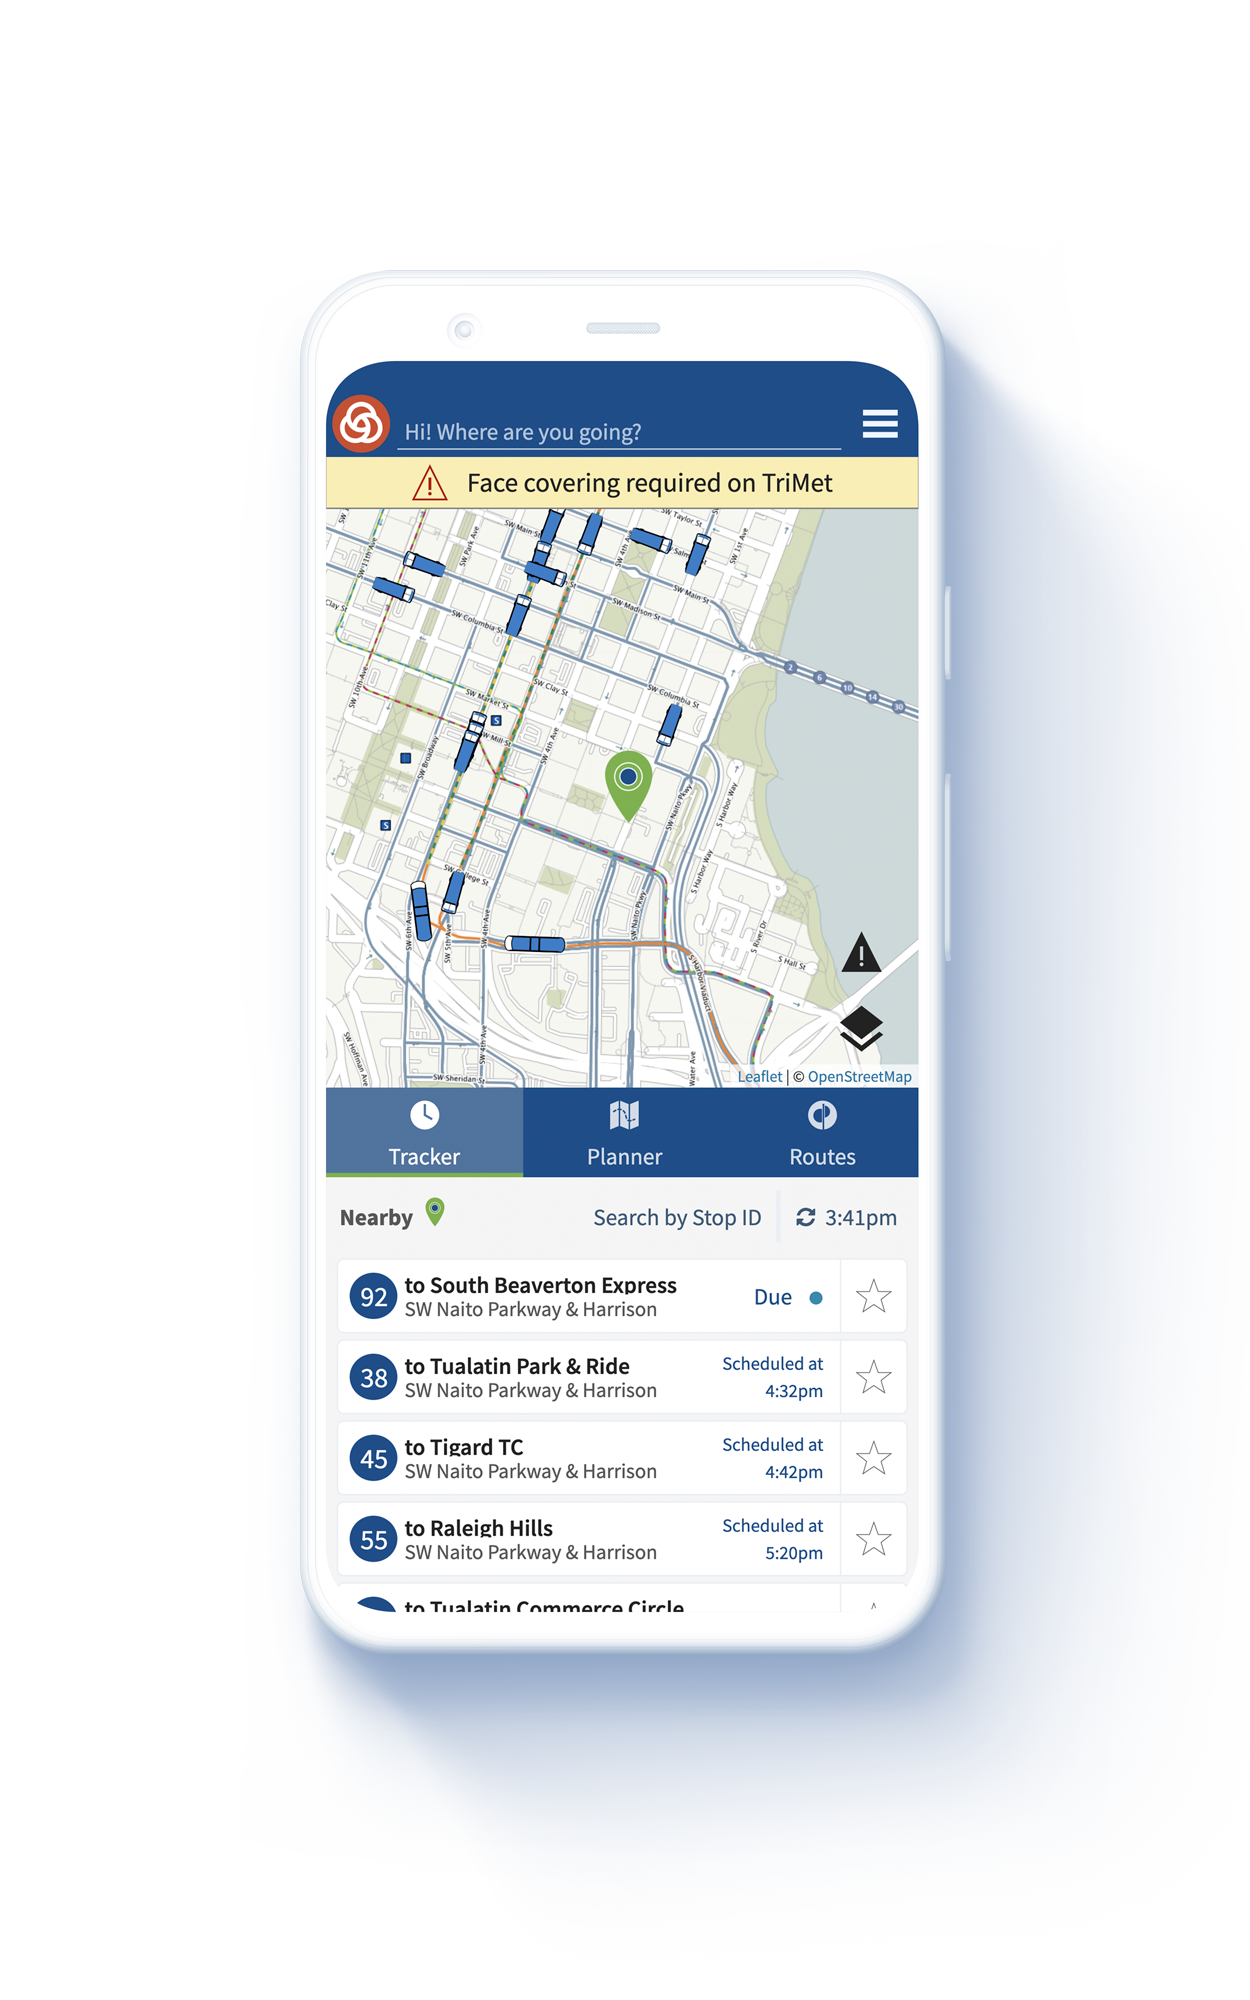 Hi! Where are you going?
Face covering required on TriMet
SW Taylor St
SW Main St
SW Park Ave
SW 11th Ave
SW 4th Ave
SW 1st Ave
SW Main St
SW Madison St
Clay St
SW Columbia St
2
6
10
14
30
SW 10th Ave
SW Clay St
SW Columbia St
SW Market St
S
SW Mill St
SW 4th Ave
SW Broadway
SW Naito Pkwy
S Harbor Way
S
S Harbor Way
SW Naito Pkwy
SW 6th Ave
SW 5th Ave
SW 4th Ave
S River Dr
S Hall St
S Harbor Viaduct
SW Hoffman Ave
SW 4th Ave
Water Ave
SW Sheridan St
Leaflet | © OpenStreetMap
Tracker
Planner
Routes
Nearby
Search by Stop ID
3:41pm
92
to South Beaverton Express
SW Naito Parkway & Harrison
Due
38
to Tualatin Park & Ride
SW Naito Parkway & Harrison
Scheduled at
4:32pm
45
to Tigard TC
SW Naito Parkway & Harrison
Scheduled at
4:42pm
55
to Raleigh Hills
SW Naito Parkway & Harrison
Scheduled at
5:20pm
to Tualatin Commerce Circle